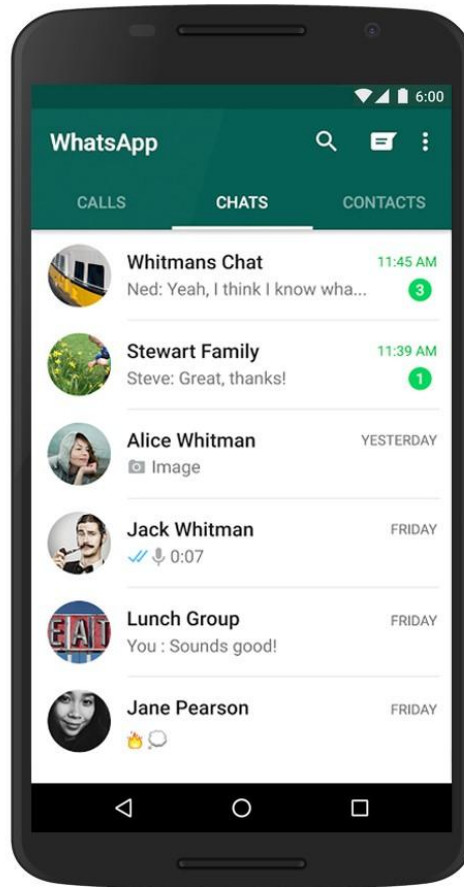 6:00
WhatsApp
CALLS CHATS CONTACTS
Whitmans Chat 11:45 AM
Ned: Yeah, I think I know wha... 3
Stewart Family 11:39 AM
Steve: Great, thanks! 1
Alice Whitman YESTERDAY
Image
Jack Whitman FRIDAY
0:07
EAT
Lunch Group FRIDAY
You : Sounds good!
Jane Pearson FRIDAY